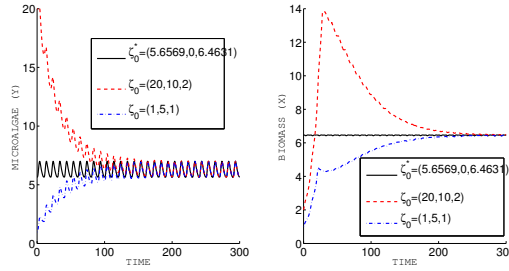 20
15
10
5
0
0
100
200
300
MICROALGAE (Y)
TIME
ζ0*=(5.6569,0,6.4631)
ζ0=(20,10,2)
ζ0=(1,5,1)
14
12
10
8
6
4
2
0
0
100
200
30
BIOMASS (X)
TIME
ζ0*=(5.6569,0,6.4631)
ζ0=(20,10,2)
ζ0=(1,5,1)